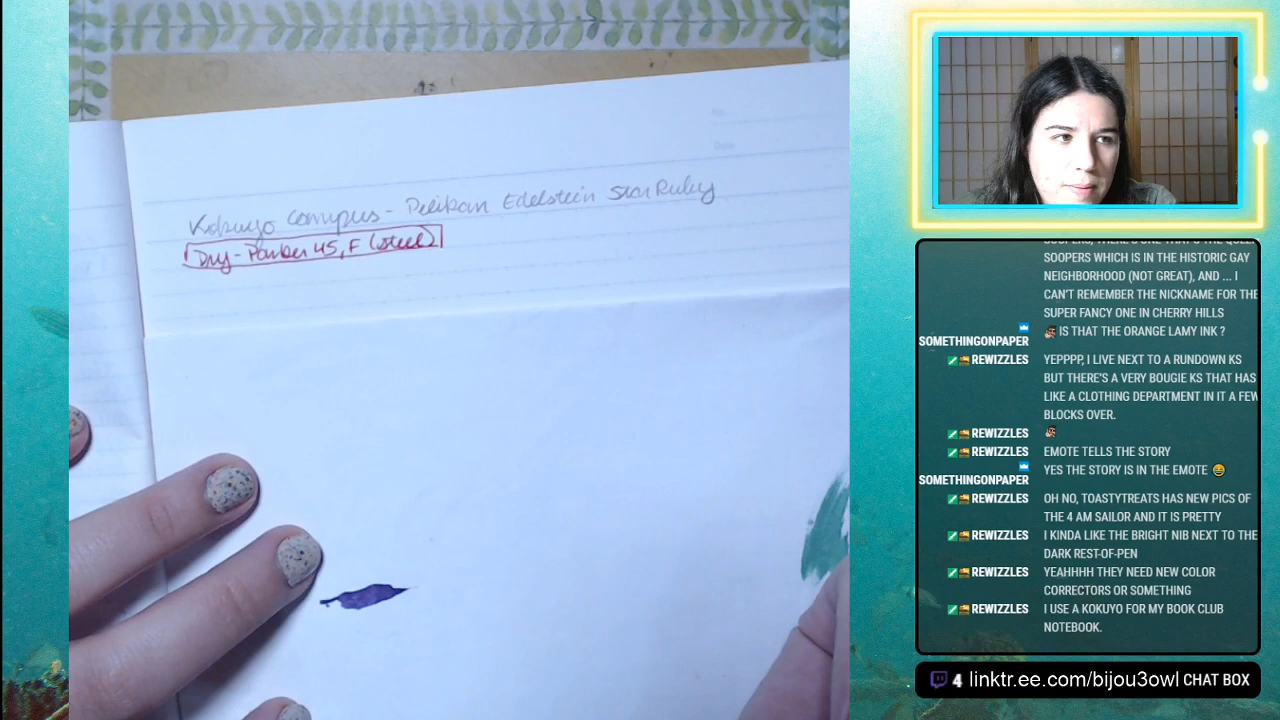 Kokuyo Campus - Pelikan Edelstein Star Ruby
Dry - Parker 45, F (steel)
SOOPERS WHICH IS IN THE HISTORIC GAY
NEIGHBORHOOD (NOT GREAT), AND ... I
CAN'T REMEMBER THE NICKNAME FOR THE
SUPER FANCY ONE IN CHERRY HILLS
SOMETHINGONPAPER IS THAT THE ORANGE LAMY INK ?
REWIZZLES YEPPPP, I LIVE NEXT TO A RUNDOWN KS
BUT THERE'S A VERY BOUGIE KS THAT HAS
LIKE A CLOTHING DEPARTMENT IN IT A FEW
BLOCKS OVER.
REWIZZLES
REWIZZLES EMOTE TELLS THE STORY
SOMETHINGONPAPER YES THE STORY IS IN THE EMOTE 😅
REWIZZLES OH NO, TOASTYTREATS HAS NEW PICS OF
THE 4 AM SAILOR AND IT IS PRETTY
REWIZZLES I KINDA LIKE THE BRIGHT NIB NEXT TO THE
DARK REST-OF-PEN
REWIZZLES YEAHHHH THEY NEED NEW COLOR
CORRECTORS OR SOMETHING
REWIZZLES I USE A KOKUYO FOR MY BOOK CLUB
NOTEBOOK.
4 linktr.ee.com/bijou3owl CHAT BOX